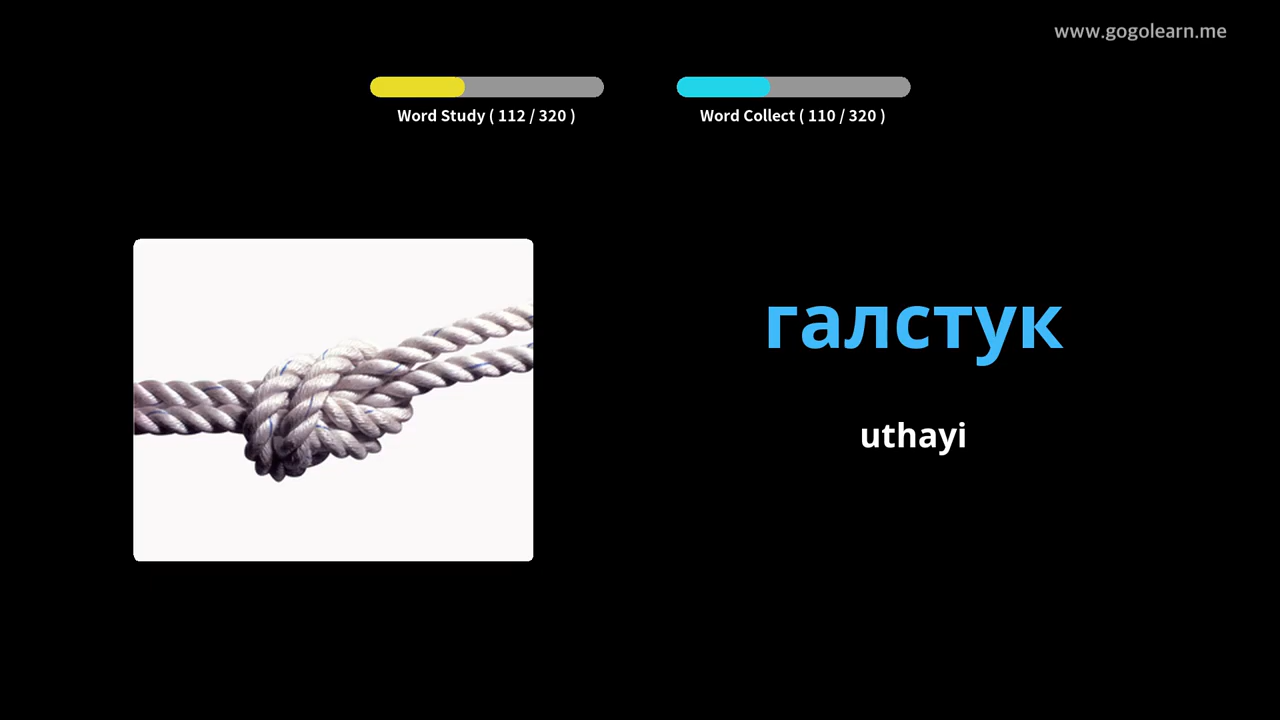 www.gogolearn.me
Word Study ( 112 / 320 )
Word Collect ( 110 / 320 )
галстук
uthayi